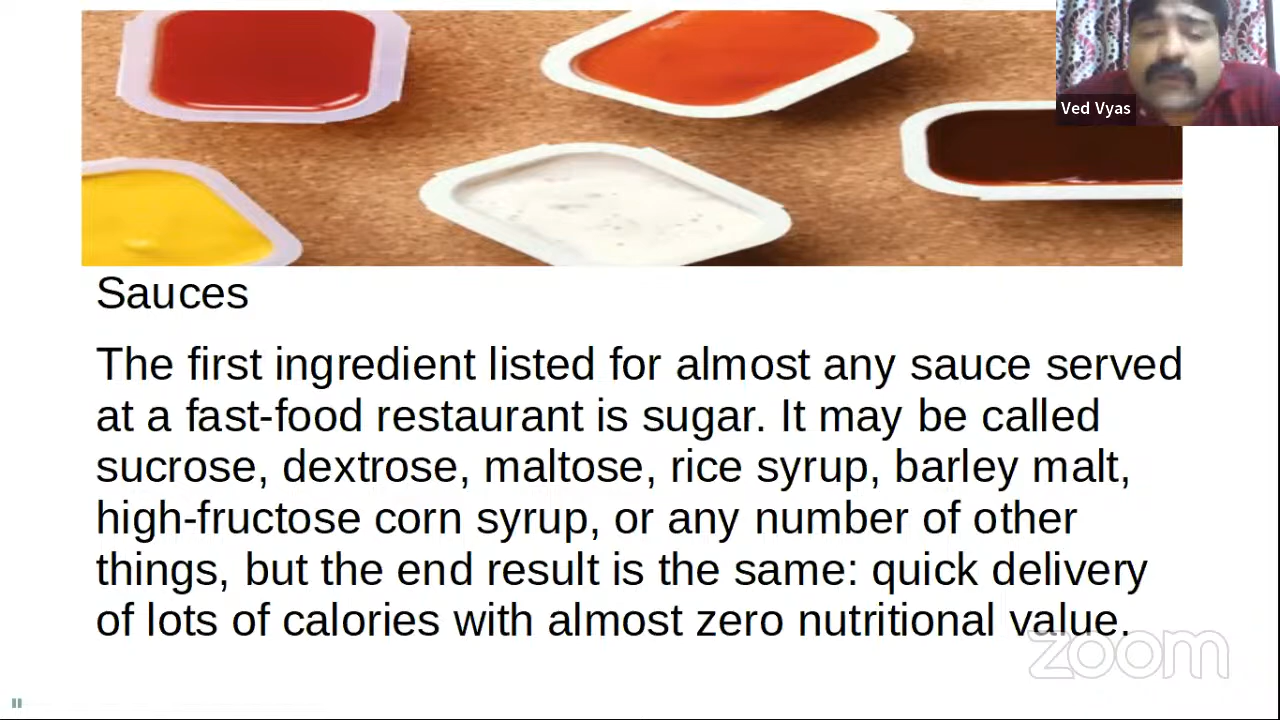 Ved Vyas
Sauces
The first ingredient listed for almost any sauce served
at a fast-food restaurant is sugar. It may be called
sucrose, dextrose, maltose, rice syrup, barley malt,
high-fructose corn syrup, or any number of other
things, but the end result is the same: quick delivery
of lots of calories with almost zero nutritional value.
zoom